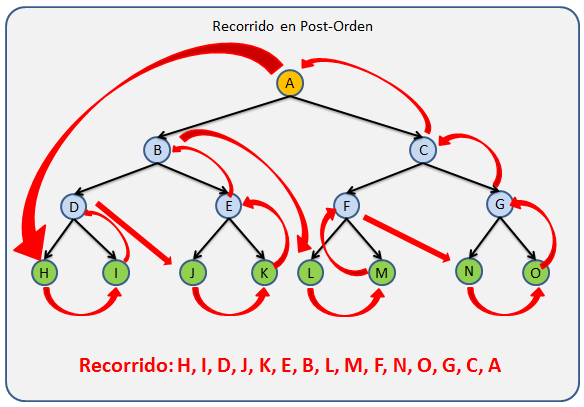 Recorrido en Post-Orden
A
B
C
D
E
F
G
H
I
J
K
L
M
N
O
Recorrido: H, I, D, J, K, E, B, L, M, F, N, O, G, C, A